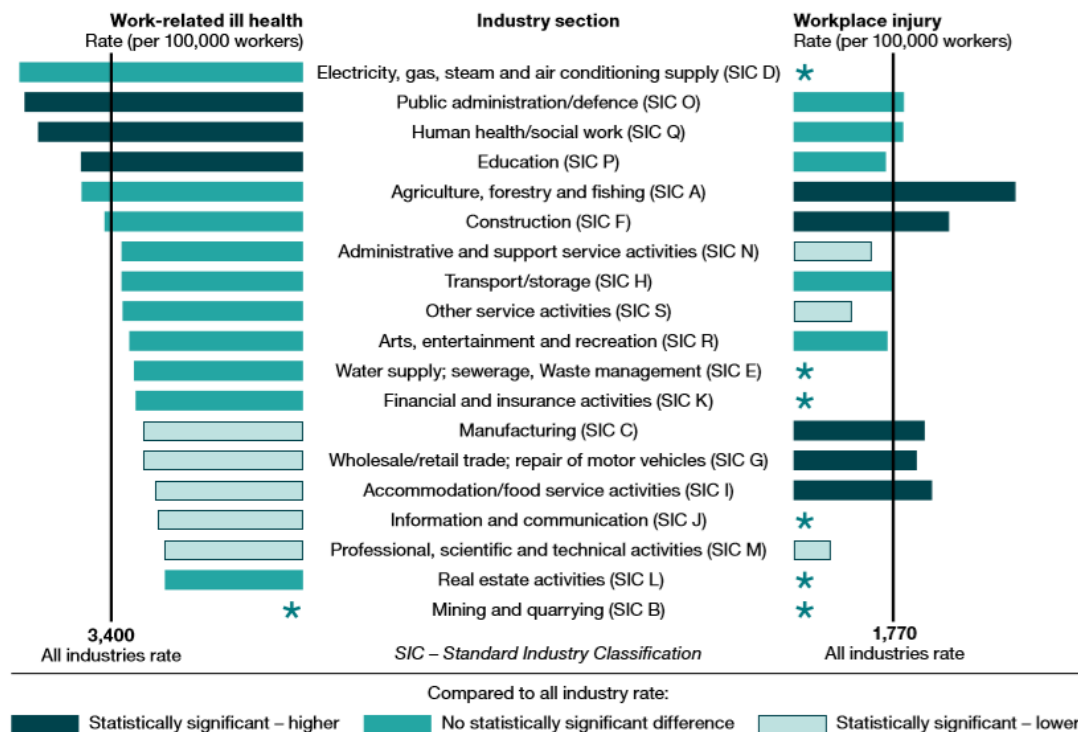 Work-related ill health
Rate (per 100,000 workers)
Industry section
Workplace injury
Rate (per 100,000 workers)
Electricity, gas, steam and air conditioning supply (SIC D)
*
Public administration/defence (SIC O)
Human health/social work (SIC Q)
Education (SIC P)
Agriculture, forestry and fishing (SIC A)
Construction (SIC F)
Administrative and support service activities (SIC N)
Transport/storage (SIC H)
Other service activities (SIC S)
Arts, entertainment and recreation (SIC R)
Water supply; sewerage, Waste management (SIC E)
*
Financial and insurance activities (SIC K)
*
Manufacturing (SIC C)
Wholesale/retail trade; repair of motor vehicles (SIC G)
Accommodation/food service activities (SIC I)
Information and communication (SIC J)
*
Professional, scientific and technical activities (SIC M)
Real estate activities (SIC L)
*
*
Mining and quarrying (SIC B)
*
3,400
All industries rate
SIC – Standard Industry Classification
1,770
All industries rate
Compared to all industry rate:
Statistically significant – higher
No statistically significant difference
Statistically significant – lower